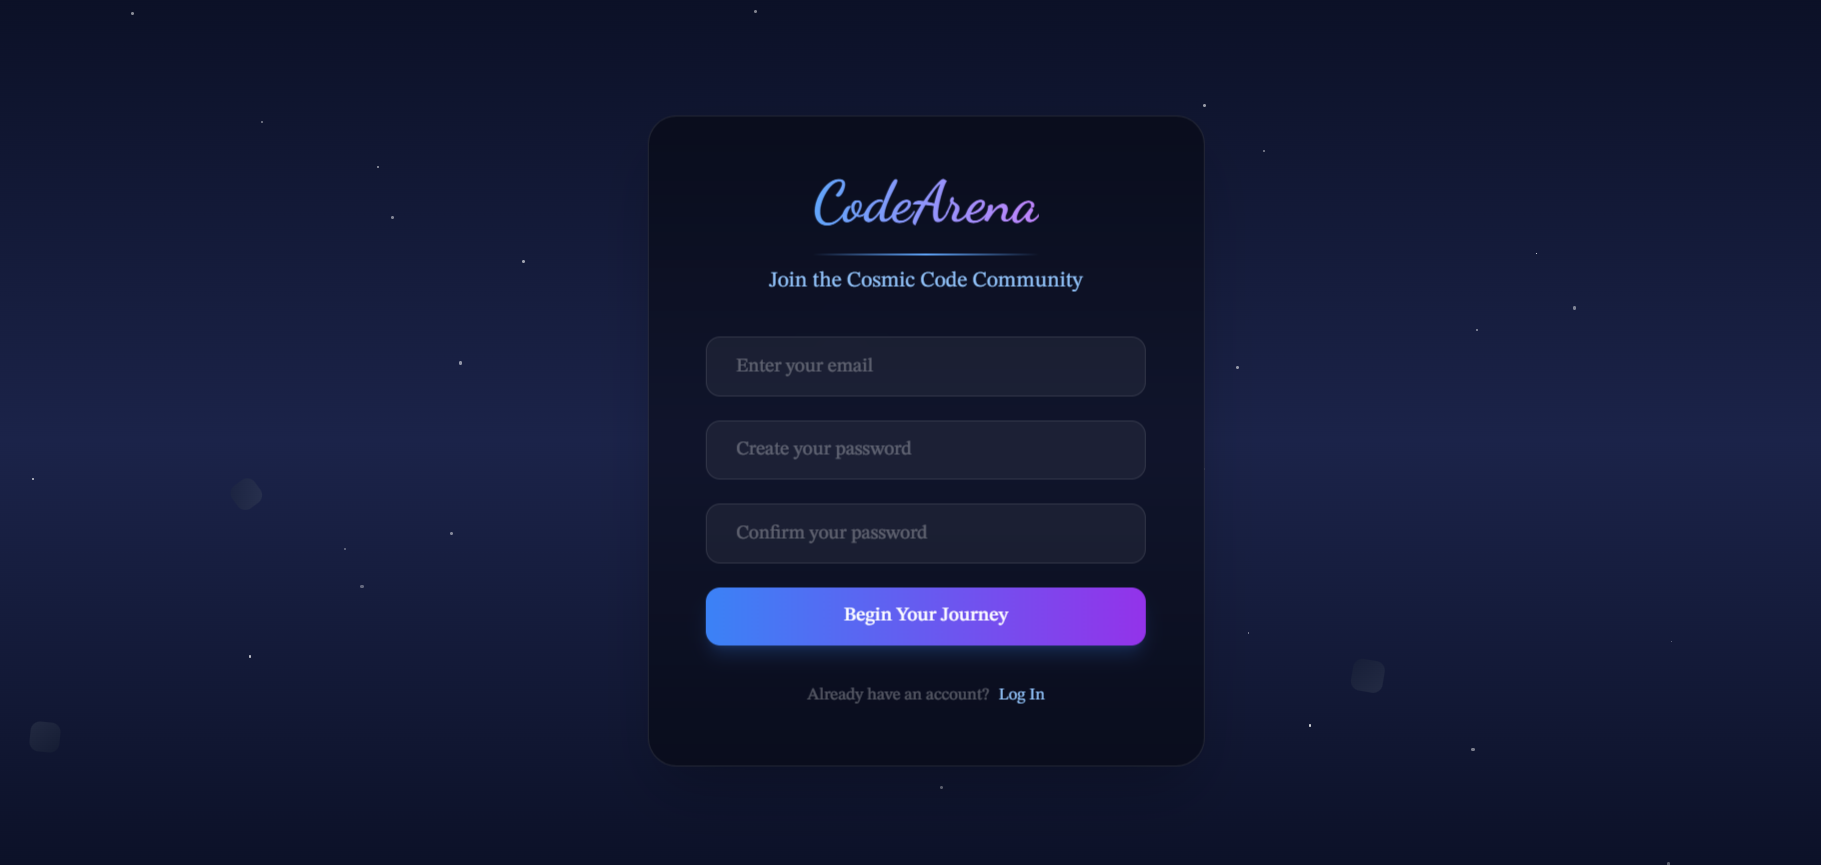 CodeArena
Join the Cosmic Code Community
Enter your email
Create your password
Confirm your password
Begin Your Journey
Already have an account? Log In